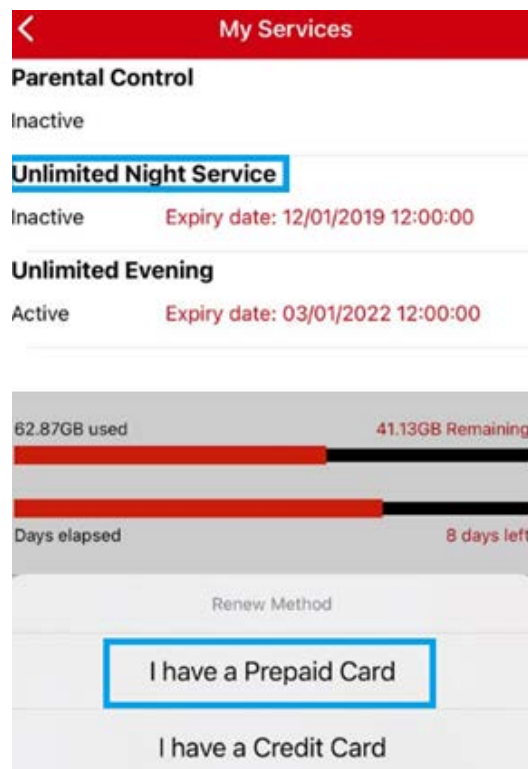 My Services
Parental Control
Inactive
Unlimited Night Service
Inactive Expiry date: 12/01/2019 12:00:00
Unlimited Evening
Active Expiry date: 03/01/2022 12:00:00
62.87GB used 41.13GB Remaining
Days elapsed 8 days left
Renew Method
I have a Prepaid Card
I have a Credit Card